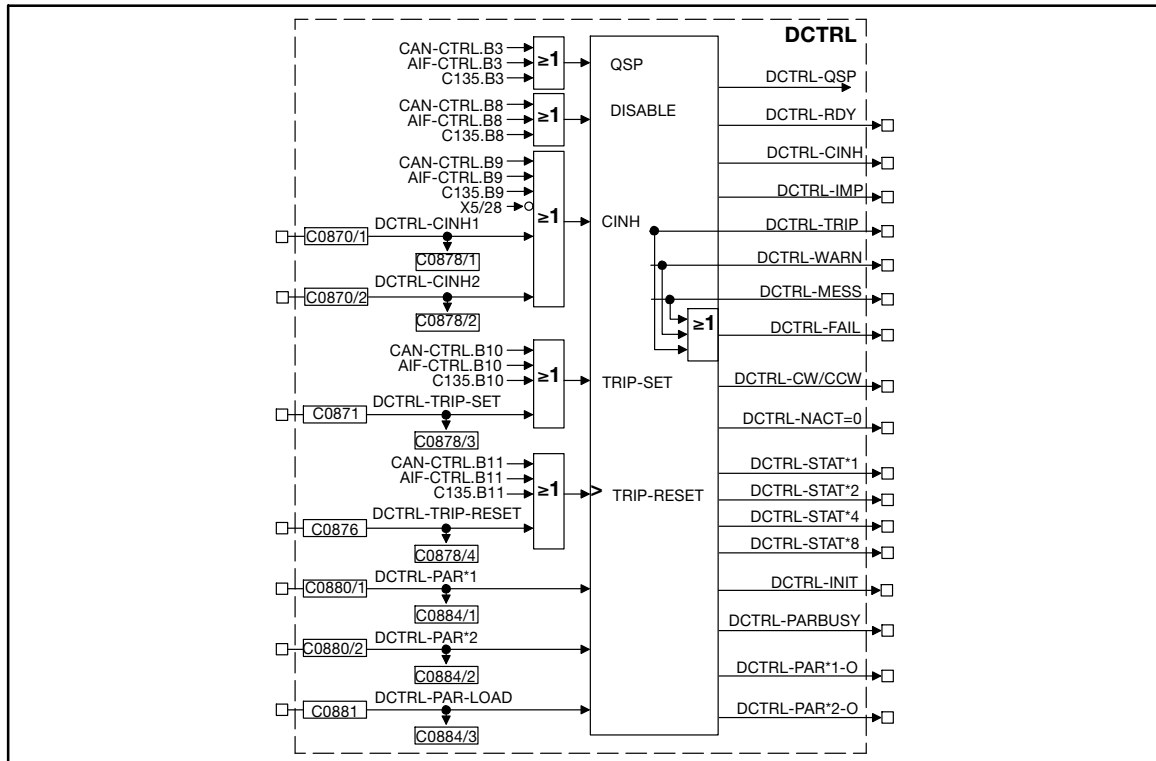 DCTRL
CAN-CTRL.B3
AIF-CTRL.B3
C135.B3
≥1
QSP
CAN-CTRL.B8
AIF-CTRL.B8
C135.B8
≥1
DISABLE
CAN-CTRL.B9
AIF-CTRL.B9
C135.B9
X5/28
≥1
CINH
C0870/1
DCTRL-CINH1
C0878/1
C0870/2
DCTRL-CINH2
C0878/2
CAN-CTRL.B10
AIF-CTRL.B10
C135.B10
≥1
TRIP-SET
C0871
DCTRL-TRIP-SET
C0878/3
CAN-CTRL.B11
AIF-CTRL.B11
C135.B11
≥1
> TRIP-RESET
C0876
DCTRL-TRIP-RESET
C0878/4
C0880/1
DCTRL-PAR*1
C0884/1
C0880/2
DCTRL-PAR*2
C0884/2
C0881
DCTRL-PAR-LOAD
C0884/3
DCTRL-QSP
DCTRL-RDY
DCTRL-CINH
DCTRL-IMP
DCTRL-TRIP
DCTRL-WARN
DCTRL-MESS
≥1
DCTRL-FAIL
DCTRL-CW/CCW
DCTRL-NACT=0
DCTRL-STAT*1
DCTRL-STAT*2
DCTRL-STAT*4
DCTRL-STAT*8
DCTRL-INIT
DCTRL-PARBUSY
DCTRL-PAR*1-O
DCTRL-PAR*2-O